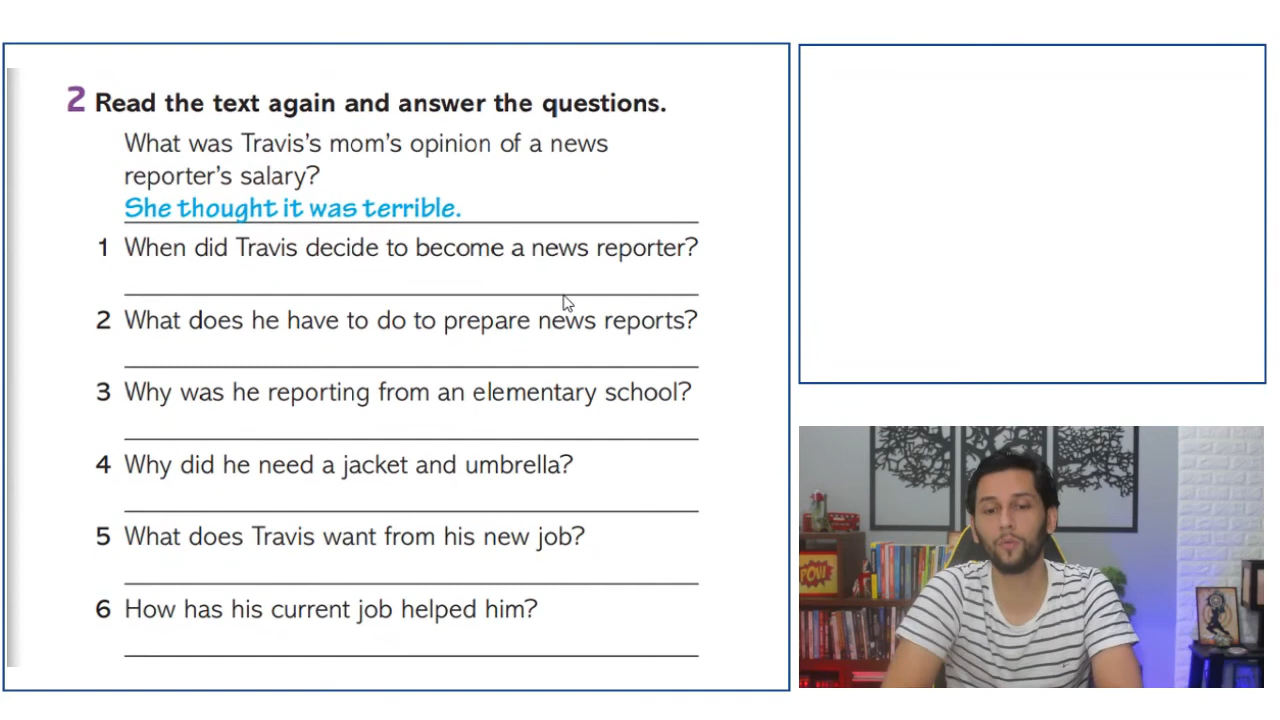 2 Read the text again and answer the questions.
What was Travis's mom's opinion of a news
reporter's salary?
She thought it was terrible.
1 When did Travis decide to become a news reporter?
2 What does he have to do to prepare news reports?
3 Why was he reporting from an elementary school?
4 Why did he need a jacket and umbrella?
5 What does Travis want from his new job?
6 How has his current job helped him?
POW!